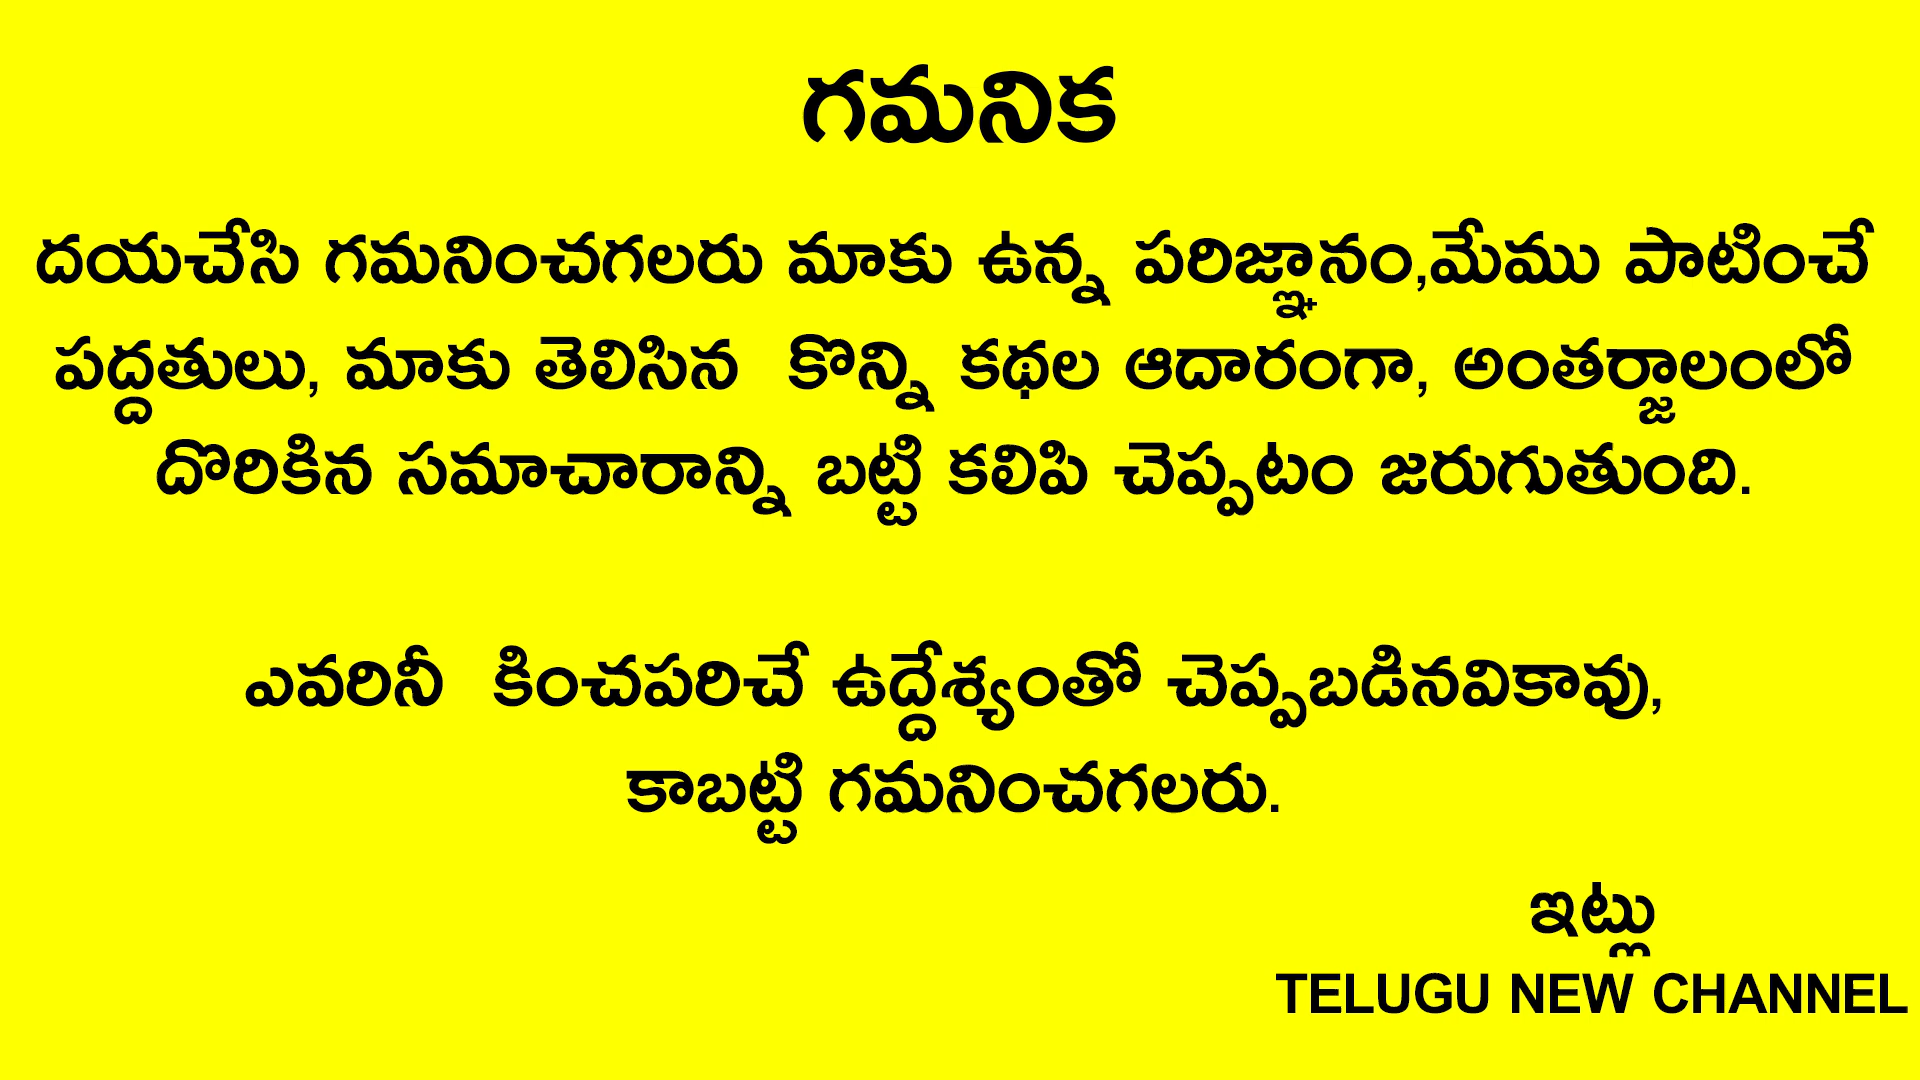 గమనిక
దయచేసి గమనించగలరు మాకు ఉన్న పరిజ్ఞానం,మేము పాటించే
పద్దతులు, మాకు తెలిసిన  కొన్ని కథల ఆదారంగా, అంతర్జాలంలో
దొరికిన సమాచారాన్ని బట్టి కలిపి చెప్పటం జరుగుతుంది.
ఎవరినీ  కించపరిచే ఉద్దేశ్యంతో చెప్పబడినవికావు,
కాబట్టి గమనించగలరు.
ఇట్లు
TELUGU NEW CHANNEL